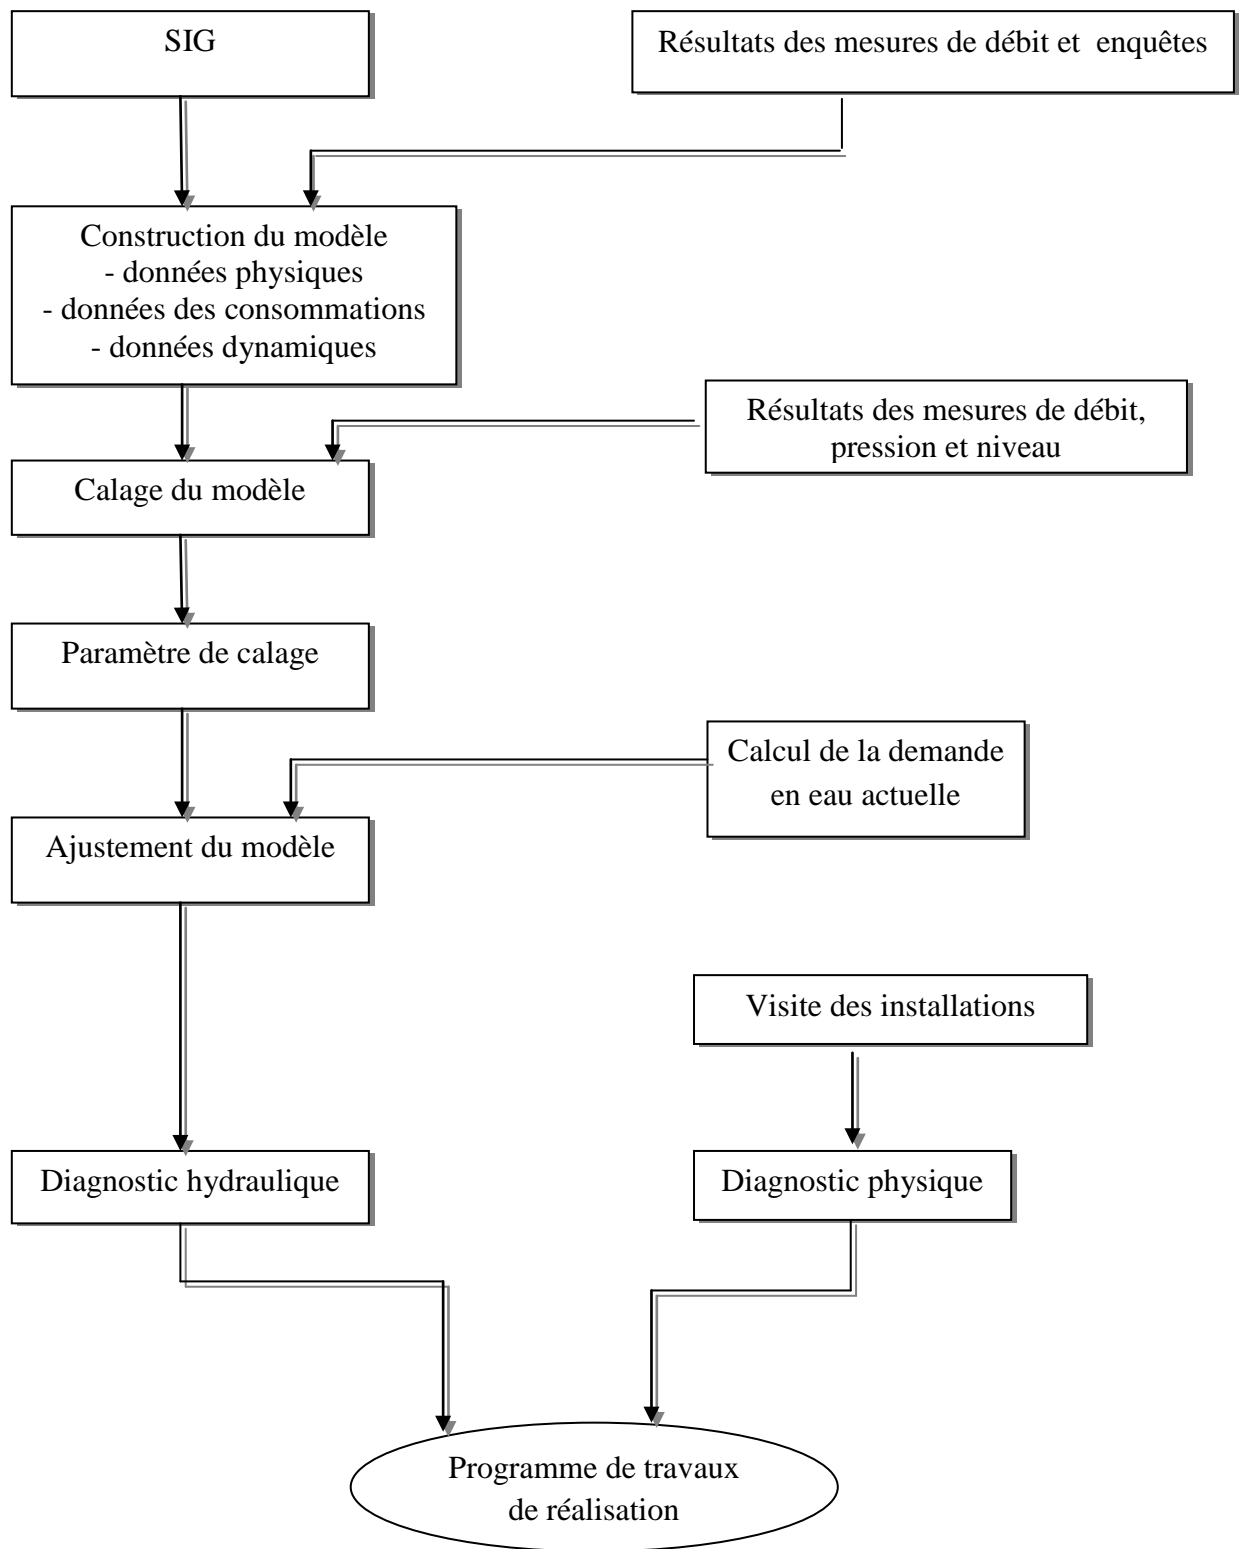 SIG
Résultats des mesures de débit et enquêtes
Construction du modèle
- données physiques
- données des consommations
- données dynamiques
Résultats des mesures de débit,
pression et niveau
Calage du modèle
Paramètre de calage
Calcul de la demande
en eau actuelle
Ajustement du modèle
Visite des installations
Diagnostic hydraulique
Diagnostic physique
Programme de travaux
de réalisation